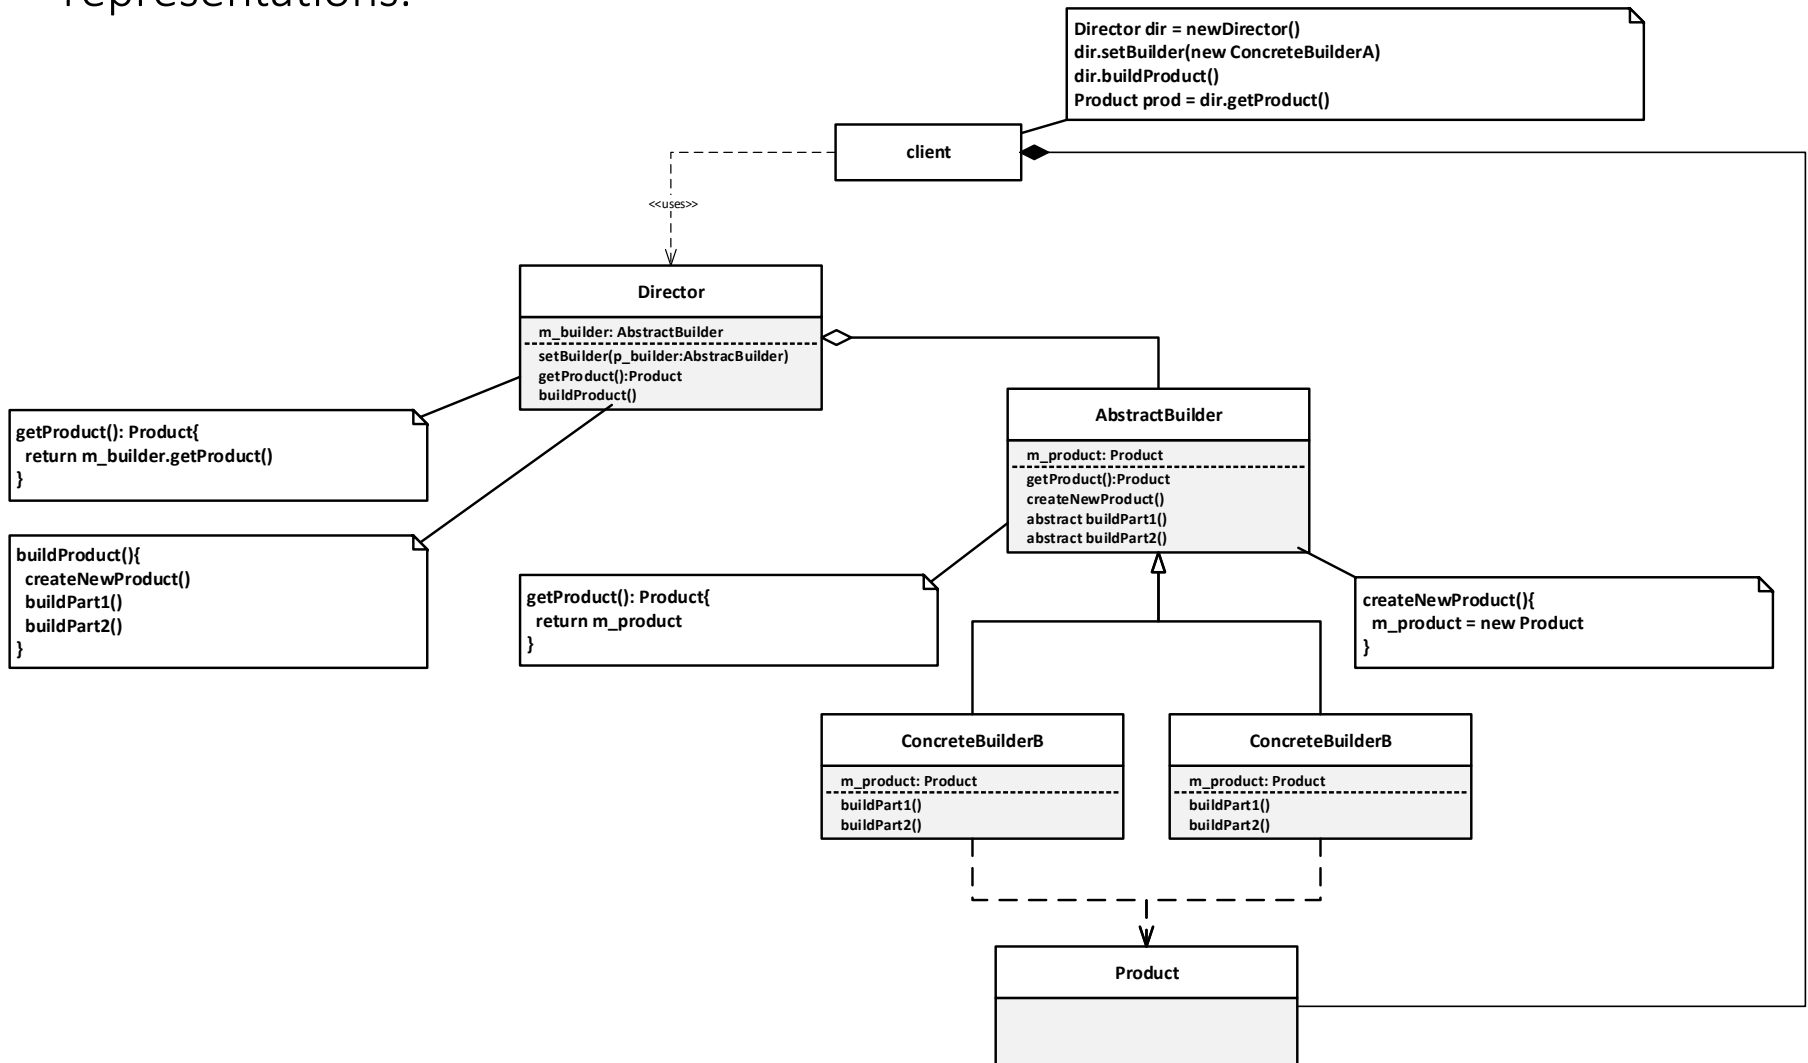 representations.
Director dir = newDirector()
dir.setBuilder(new ConcreteBuilderA)
dir.buildProduct()
Product prod = dir.getProduct()
client
<<uses>>
Director
m_builder: AbstractBuilder
setBuilder(p_builder:AbstracBuilder)
getProduct():Product
buildProduct()
getProduct(): Product{
return m_builder.getProduct()
}
buildProduct(){
createNewProduct()
buildPart1()
buildPart2()
}
AbstractBuilder
m_product: Product
getProduct():Product
createNewProduct()
abstract buildPart1()
abstract buildPart2()
getProduct(): Product{
return m_product
}
createNewProduct(){
m_product = new Product
}
ConcreteBuilderB
m_product: Product
buildPart1()
buildPart2()
ConcreteBuilderB
m_product: Product
buildPart1()
buildPart2()
Product